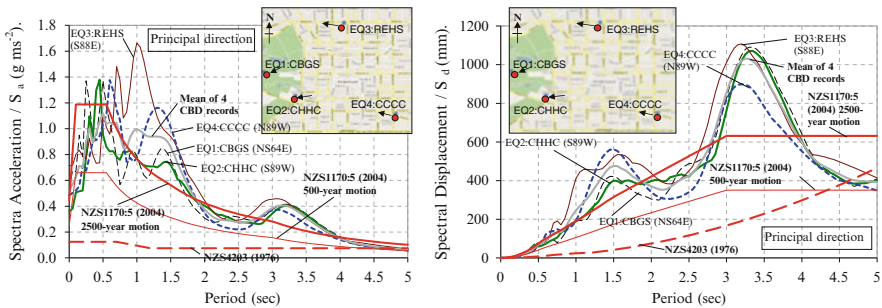 Spectra Acceleration / Sa (g ms-2).
1.8
1.6
1.4
1.2
1.0
0.8
0.6
0.4
0.2
0.0
EQ3:REHS
(S88E)
Principal direction
N
EQ3:REHS
EQ1:CBGS
EQ2:CHHC
EQ4:CCCC
Mean of 4
CBD records
EQ4:CCCC (N89W)
EQ1:CBGS (NS64E)
EQ2:CHHC (S89W)
NZS1170:5 (2004)
500-year motion
NZS1170:5 (2004)
2500-year motion
NZS4203 (1976)
0 0.5 1 1.5 2 2.5 3 3.5 4 4.5 5
Period (sec)
Spectral Displacement / Sd (mm).
1200
1000
800
600
400
200
0
N
EQ3:REHS
EQ1:CBGS
EQ2:CHHC
EQ4:CCCC
EQ3:REHS
(S88E)
EQ4:CCCC
(N89W)
Mean of 4
CBD records
NZS1170:5
(2004) 2500-
year motion
EQ2:CHHC (S89W)
NZS1170:5 (2004)
500-year motion
EQ1:CBGS (NS64E)
Principal direction
NZS4203 (1976)
0 0.5 1 1.5 2 2.5 3 3.5 4 4.5 5
Period (sec)